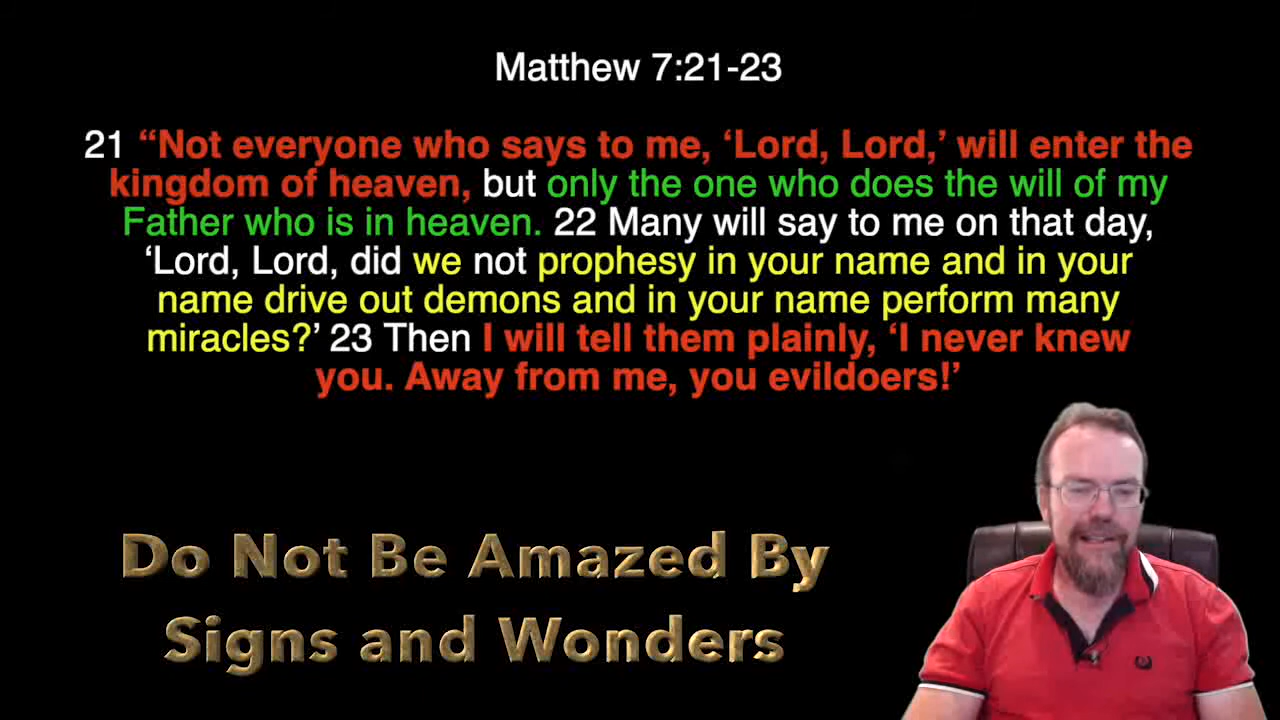 Matthew 7:21-23
21 “Not everyone who says to me, ‘Lord, Lord,’ will enter the
kingdom of heaven, but only the one who does the will of my
Father who is in heaven. 22 Many will say to me on that day,
‘Lord, Lord, did we not prophesy in your name and in your
name drive out demons and in your name perform many
miracles?’ 23 Then I will tell them plainly, ‘I never knew
you. Away from me, you evildoers!’
Do Not Be Amazed By
Signs and Wonders